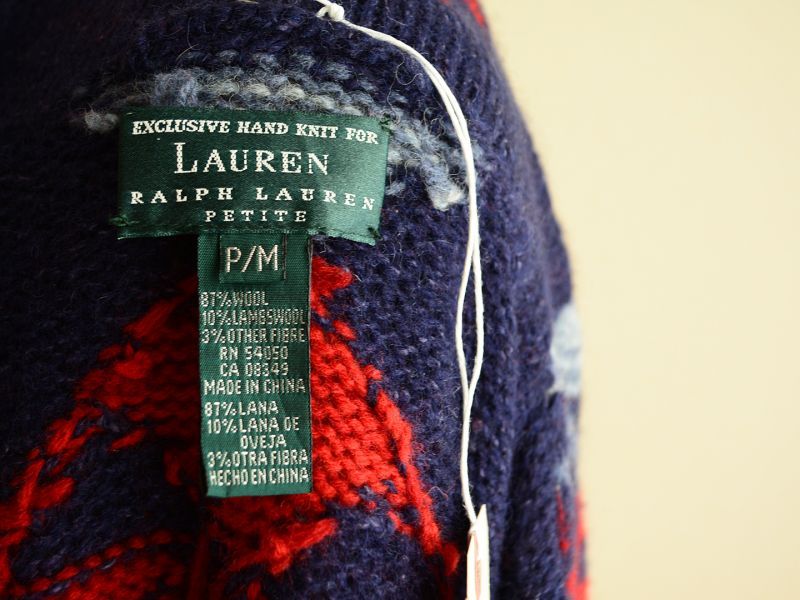 EXCLUSIVE HAND KNIT FOR
LAUREN
RALPH LAUREN
PETITE
P/M
87% WOOL
10% LAMBSWOOL
3% OTHER FIBRE
RN 54050
CA 08349
MADE IN CHINA
87% LANA
10% LANA DE
OVEJA
3% OTRA FIBRA
HECHO EN CHINA